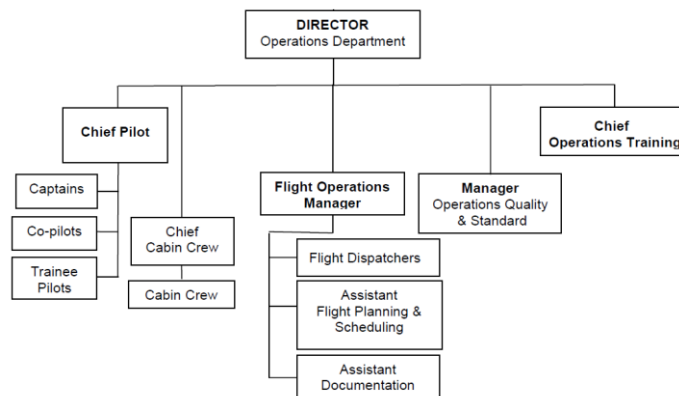 DIRECTOR
Operations Department
Chief Pilot
Captains
Co-pilots
Trainee
Pilots
Chief
Cabin Crew
Cabin Crew
Flight Operations
Manager
Flight Dispatchers
Assistant
Flight Planning &
Scheduling
Assistant
Documentation
Manager
Operations Quality
& Standard
Chief
Operations Training